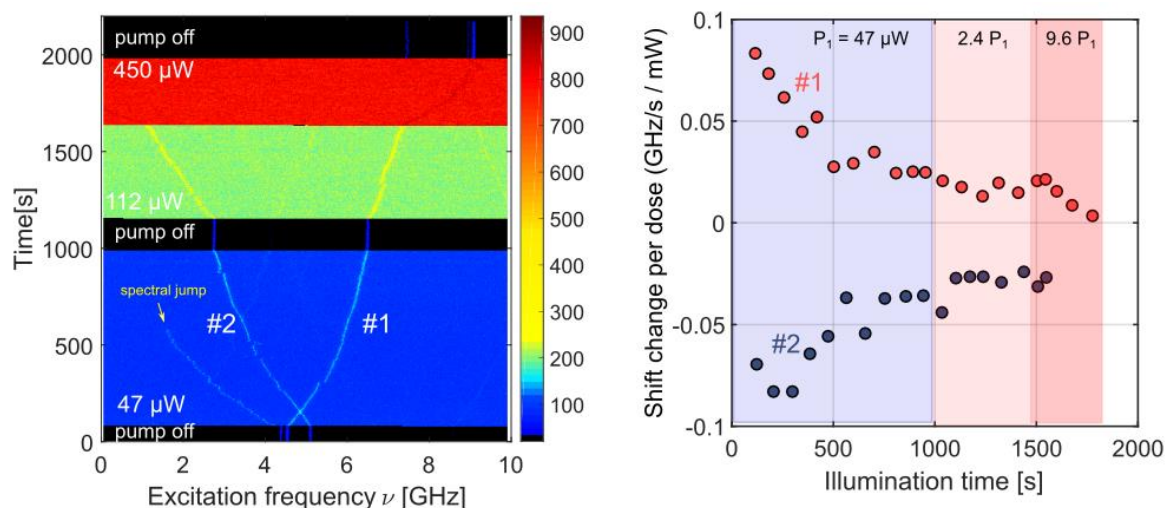 2000
1500
1000
500
0
Time[s]
pump off
450 µW
112 µW
pump off
spectral jump
#2
#1
47 µW
pump off
0 2 4 6 8 10
Excitation frequency ν [GHz]
900
800
700
600
500
400
300
200
100
0.1
0.05
0
-0.05
-0.1
Shift change per dose (GHz/s / mW)
P1 = 47 µW 2.4 P1 9.6 P1
#1
#2
0 500 1000 1500 2000
Illumination time [s]